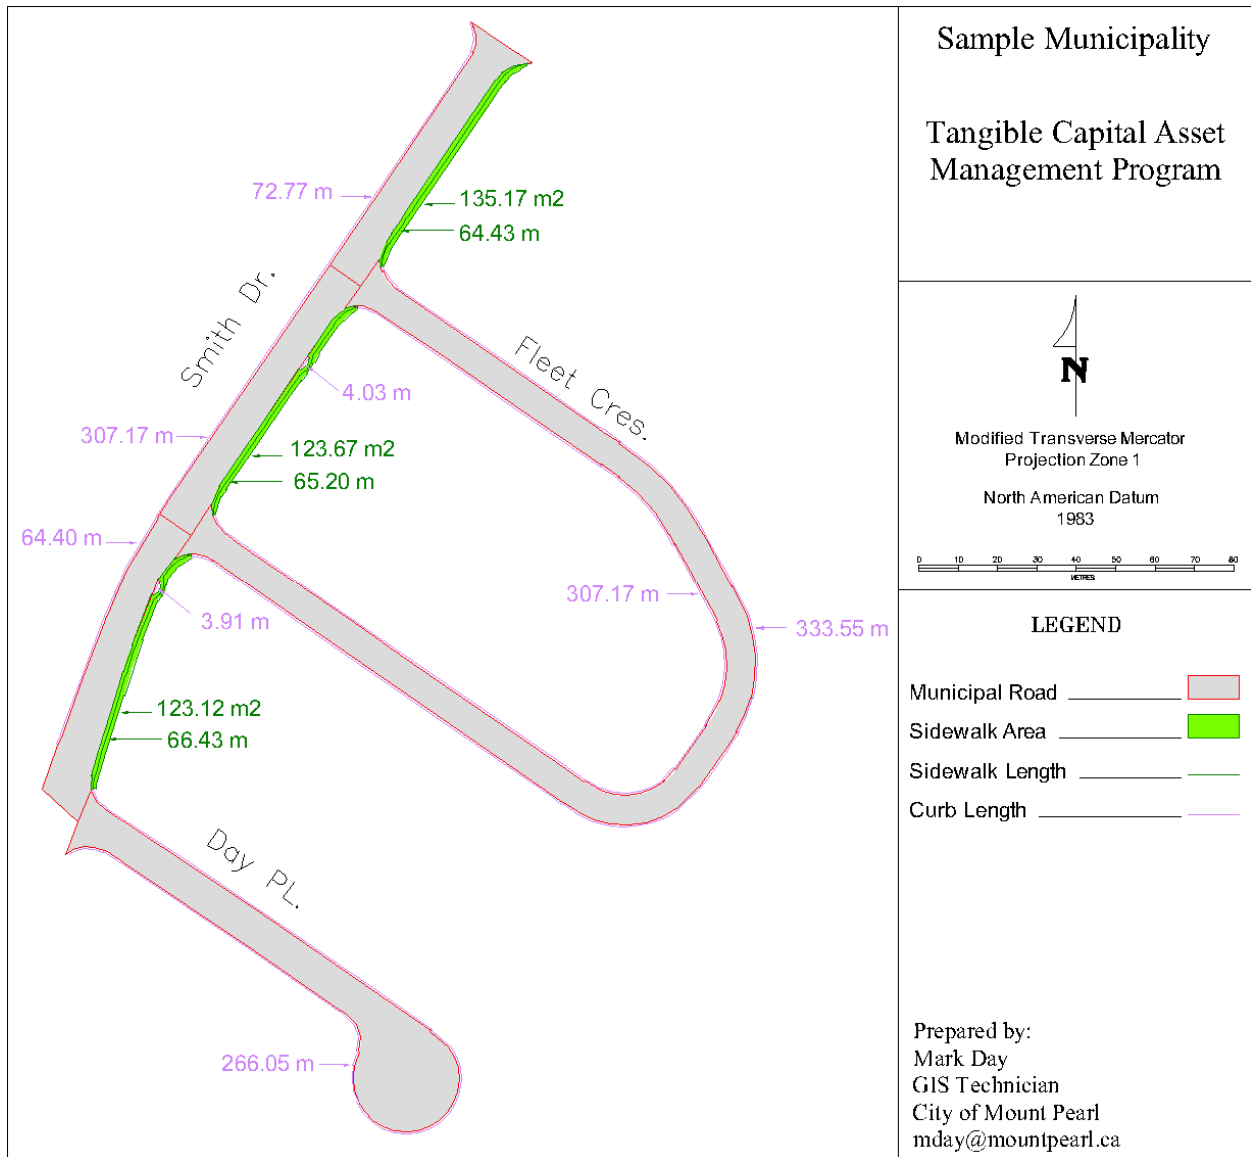 Sample Municipality
Tangible Capital Asset
Management Program
72.77 m
135.17 m2
64.43 m
Smith Dr.
Fleet Cres.
4.03 m
307.17 m
123.67 m2
65.20 m
64.40 m
3.91 m
307.17 m
333.55 m
123.12 m2
66.43 m
Day PL.
266.05 m
N
Modified Transverse Mercator
Projection Zone 1
North American Datum
1983
0 10 20 30 40 50 60 70 80
METRES
LEGEND
Municipal Road
Sidewalk Area
Sidewalk Length
Curb Length
Prepared by:
Mark Day
GIS Technician
City of Mount Pearl
mday@mountpearl.ca